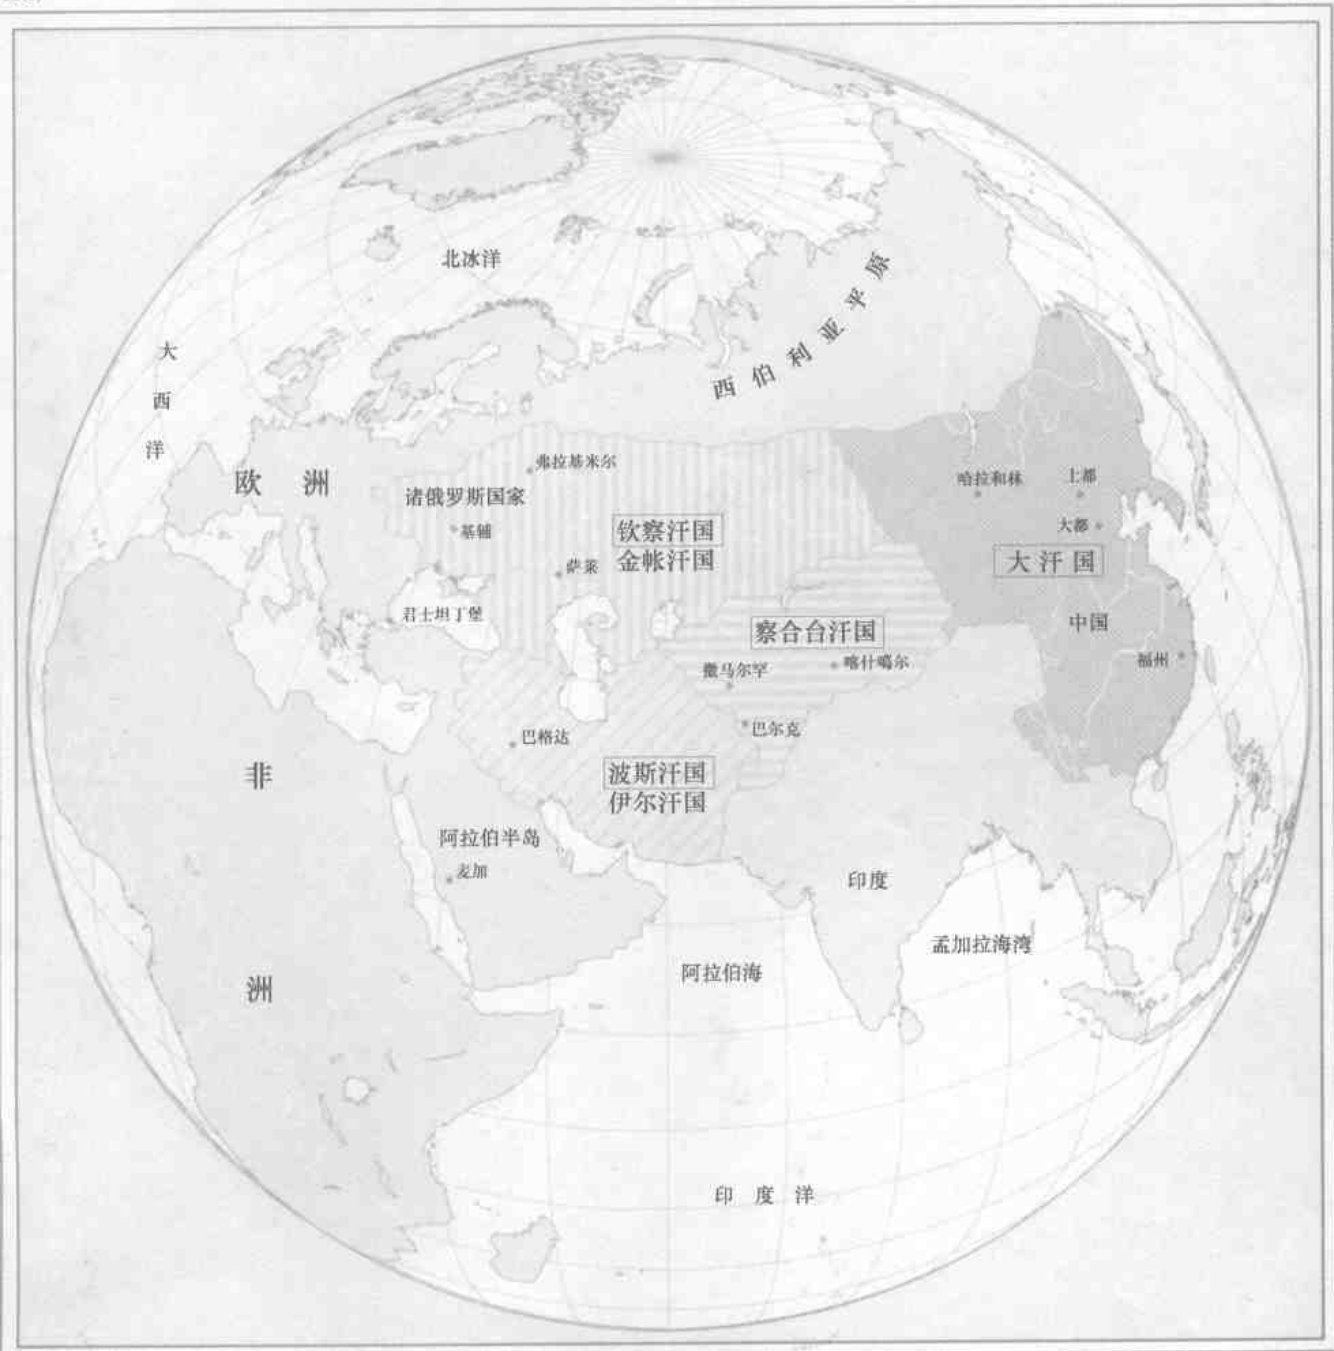 北冰洋
西伯利亚平原
大西洋
欧洲
弗拉基米尔
诸俄罗斯国家
基辅
钦察汗国
金帐汗国
萨莱
君士坦丁堡
哈拉和林
上都
大都
大汗国
中国
福州
察合台汗国
撒马尔罕
喀什噶尔
巴尔克
巴格达
波斯汗国
伊尔汗国
非洲
阿拉伯半岛
麦加
印度
孟加拉海湾
阿拉伯海
印度洋